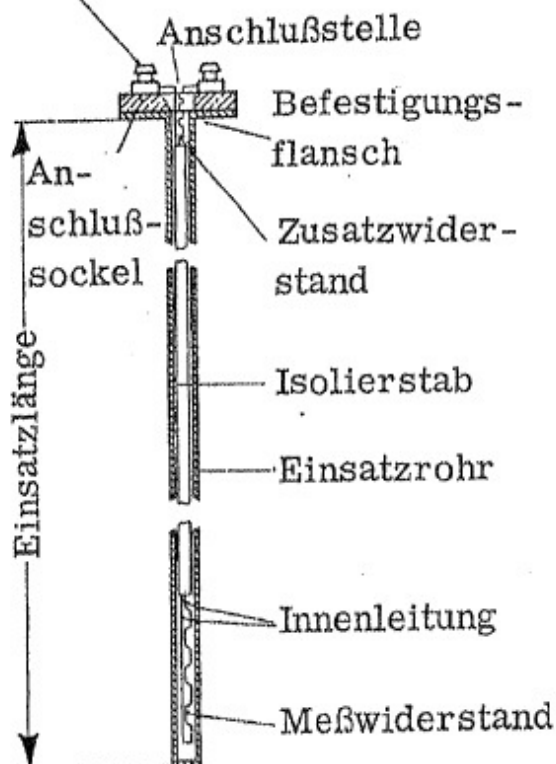 Anschlußstelle
Befestigungs-
flansch
An-
schluß-
sockel
Zusatzwider-
stand
Einsatzlänge
Isolierstab
Einsatzrohr
Innenleitung
Meßwiderstand